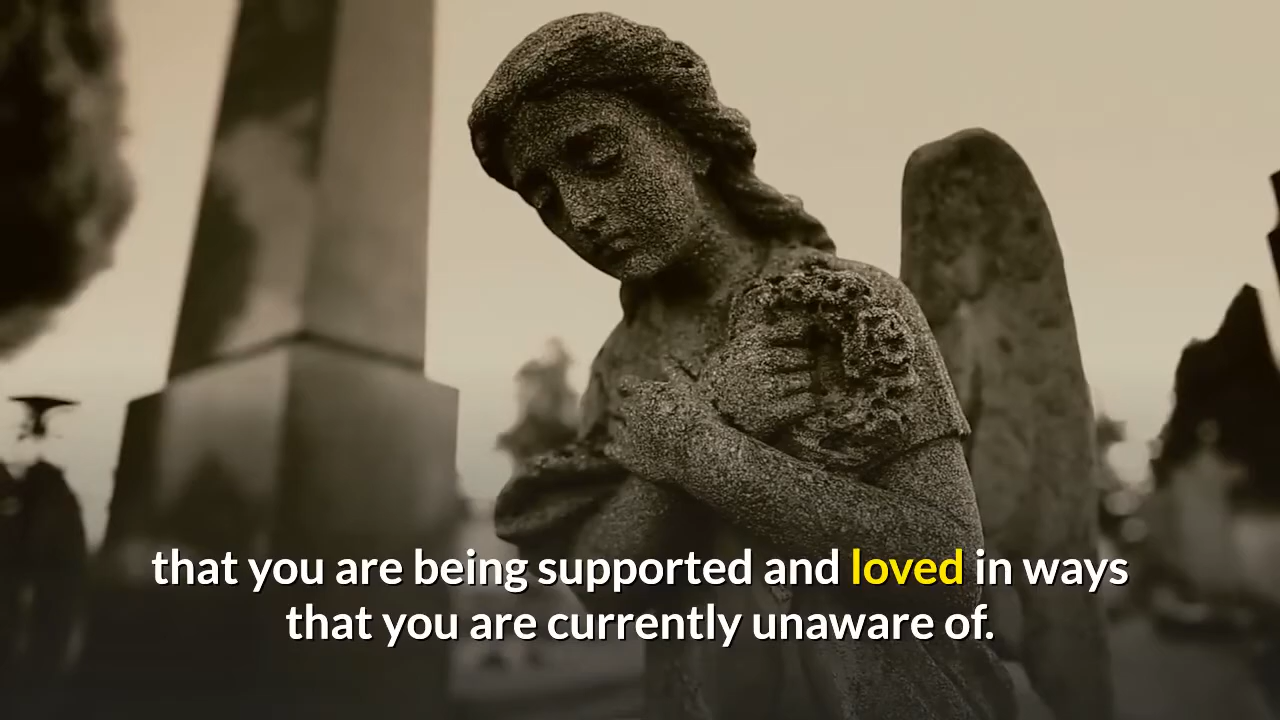 that you are being supported and loved in ways
that you are currently unaware of.